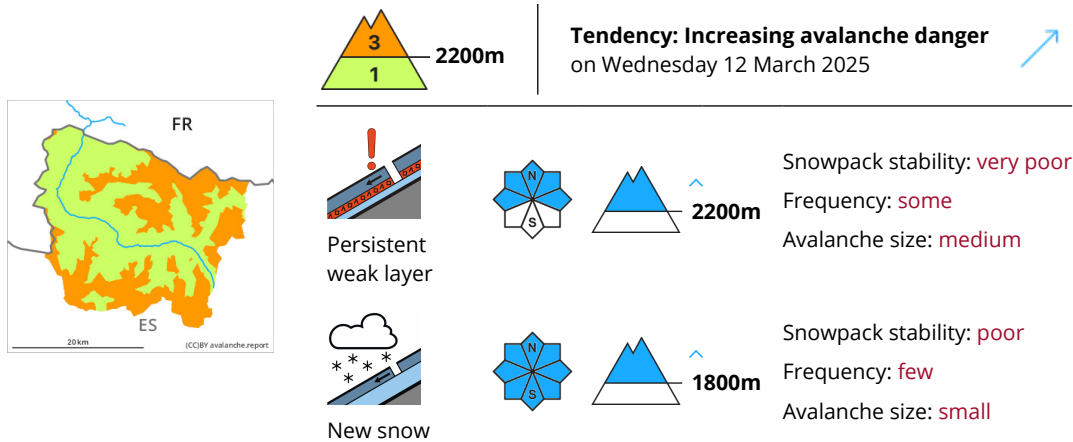 3
1
2200m
Tendency: Increasing avalanche danger
on Wednesday 12 March 2025
FR
ES
20 km
(CC)BY avalanche.report
Persistent
weak layer
N
S
2200m
Snowpack stability: very poor
Frequency: some
Avalanche size: medium
New snow
N
S
1800m
Snowpack stability: poor
Frequency: few
Avalanche size: small